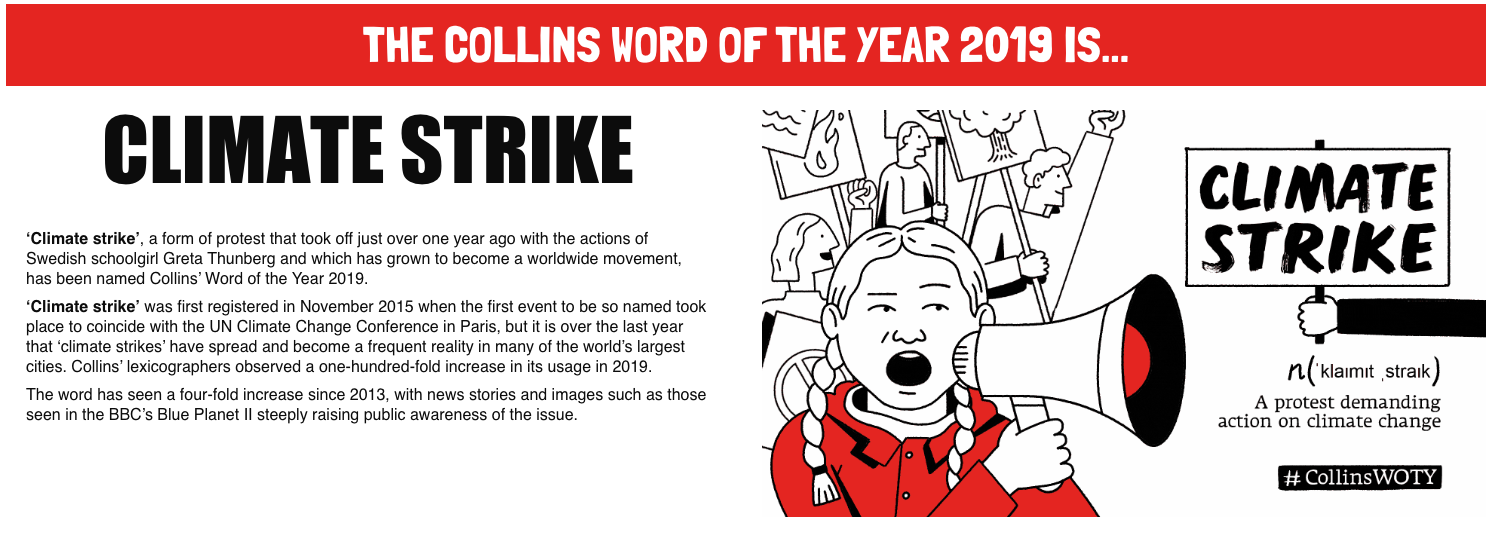 THE COLLINS WORD OF THE YEAR 2019 IS...
CLIMATE STRIKE
‘Climate strike’, a form of protest that took off just over one year ago with the actions of
Swedish schoolgirl Greta Thunberg and which has grown to become a worldwide movement,
has been named Collins’ Word of the Year 2019.
‘Climate strike’ was first registered in November 2015 when the first event to be so named took
place to coincide with the UN Climate Change Conference in Paris, but it is over the last year
that ‘climate strikes’ have spread and become a frequent reality in many of the world’s largest
cities. Collins’ lexicographers observed a one-hundred-fold increase in its usage in 2019.
The word has seen a four-fold increase since 2013, with news stories and images such as those
seen in the BBC’s Blue Planet II steeply raising public awareness of the issue.
CLIMATE
STRIKE
n(ˈklaɪmɪt ˌstraɪk)
A protest demanding
action on climate change
# CollinsWOTY